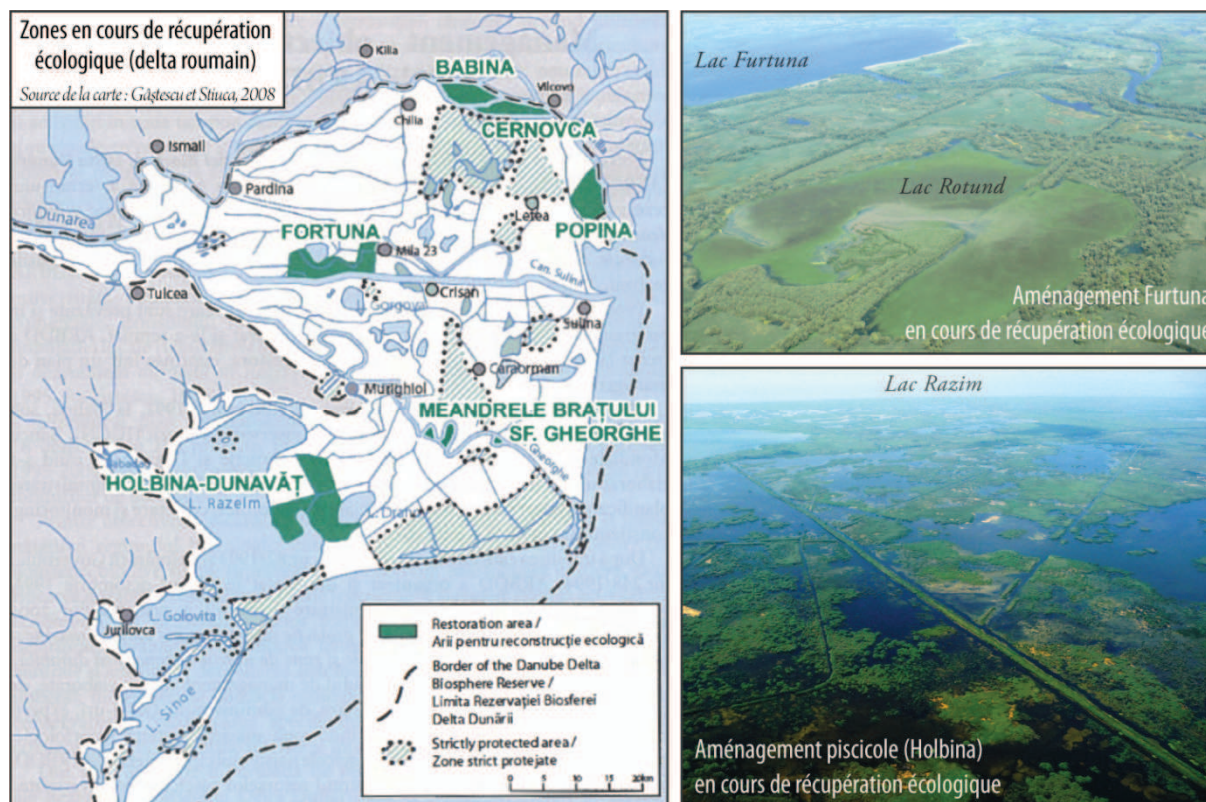 Zones en cours de récupération
écologique (delta roumain)
Source de la carte : Gâştescu et Stiuca, 2008
Kilia
BABINA
Vilcovo
Chilia
CERNOVCA
Ismail
Pardina
Letea
Dunarea
FORTUNA
POPINA
Mila 23
Can. Sulina
Tulcea
Crisan
L. Gorgova
Sulina
Caraorman
Murighiol
MEANDRELE BRAȚULUI
SF. GHEORGHE
Gheorghe
Babadag
HOLBINA-DUNAVĂȚ
L. Razelm
L. Drano
L. Golovita
Jurilovca
L. Sinoe
Restoration area /
Arii pentru reconstrucție ecologică
Border of the Danube Delta
Biosphere Reserve /
Limita Rezervației Biosferei
Delta Dunării
Strictly protected area /
Zone strict protejate
0 5 10 15 20km
Lac Furtuna
Lac Rotund
Aménagement Furtuna
en cours de récupération écologique
Lac Razim
Aménagement piscicole (Holbina)
en cours de récupération écologique